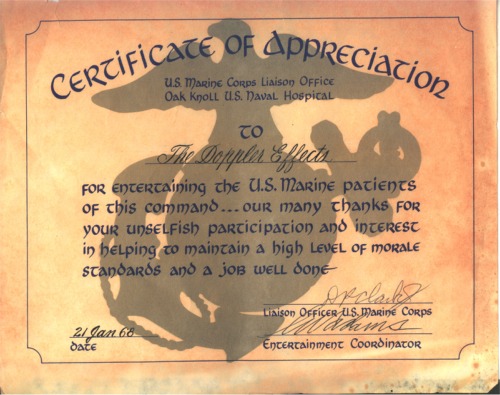 Certificate of Appreciation
U.S. Marine Corps Liaison Office
Oak Knoll U.S. Naval Hospital
to
The Doppler Effects
for entertaining the U.S. Marine patients
of this command...our many thanks for
your unselfish participation and interest
in helping to maintain a high level of morale
standards and a job well done
Liaison Officer U.S. Marine Corps
21 Jan 68
Date
Entertainment Coordinator